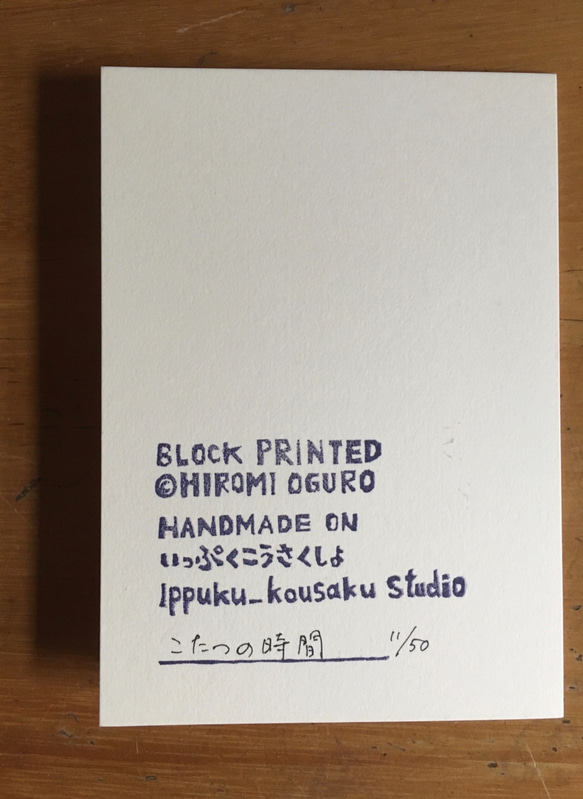 BLOCK PRINTED
©HIROMI OGURO
HANDMADE ON
いっぷくこうさくしょ
Ippuku_kousaku Studio
こたつの時間 11/50